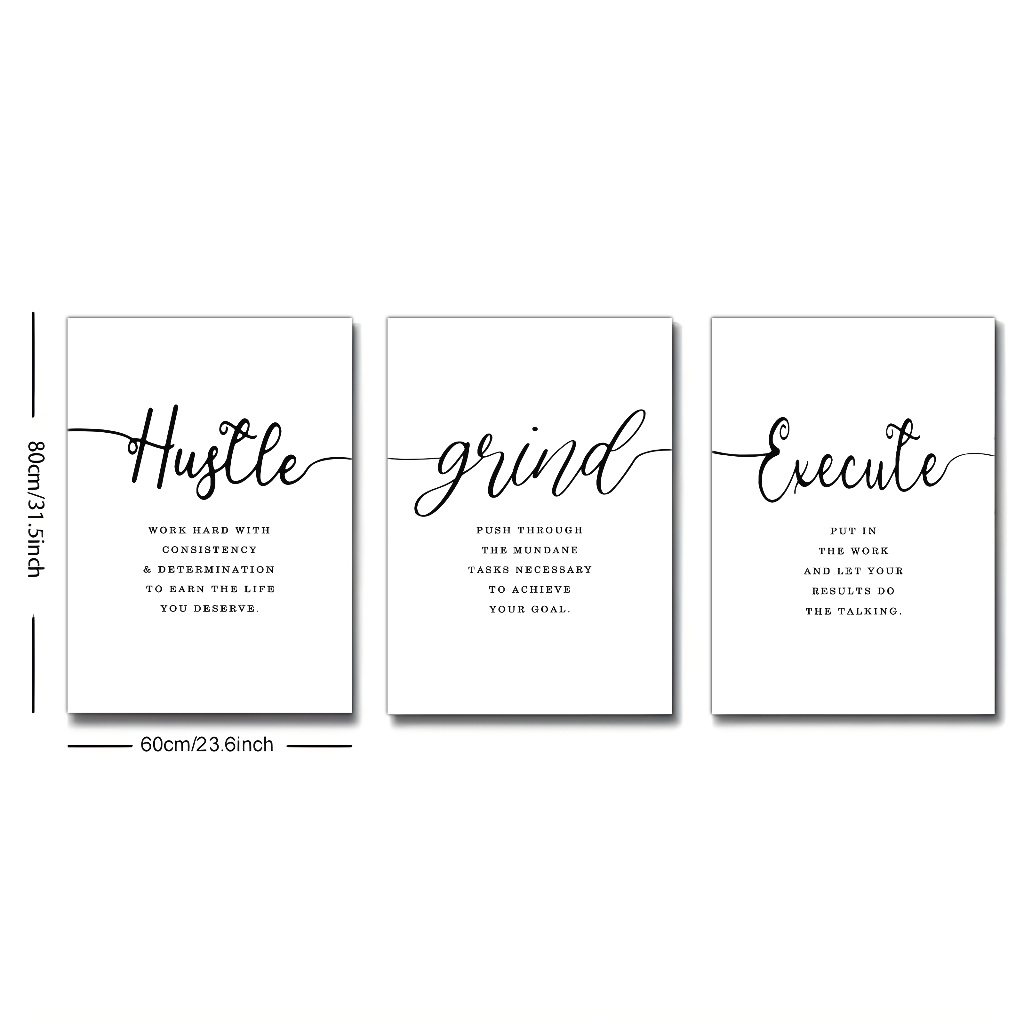 Hustle
WORK HARD WITH
CONSISTENCY
& DETERMINATION
TO EARN THE LIFE
YOU DESERVE.
grind
PUSH THROUGH
THE MUNDANE
TASKS NECESSARY
TO ACHIEVE
YOUR GOAL.
Execute
PUT IN
THE WORK
AND LET YOUR
RESULTS DO
THE TALKING.
80cm/31.5inch
60cm/23.6inch